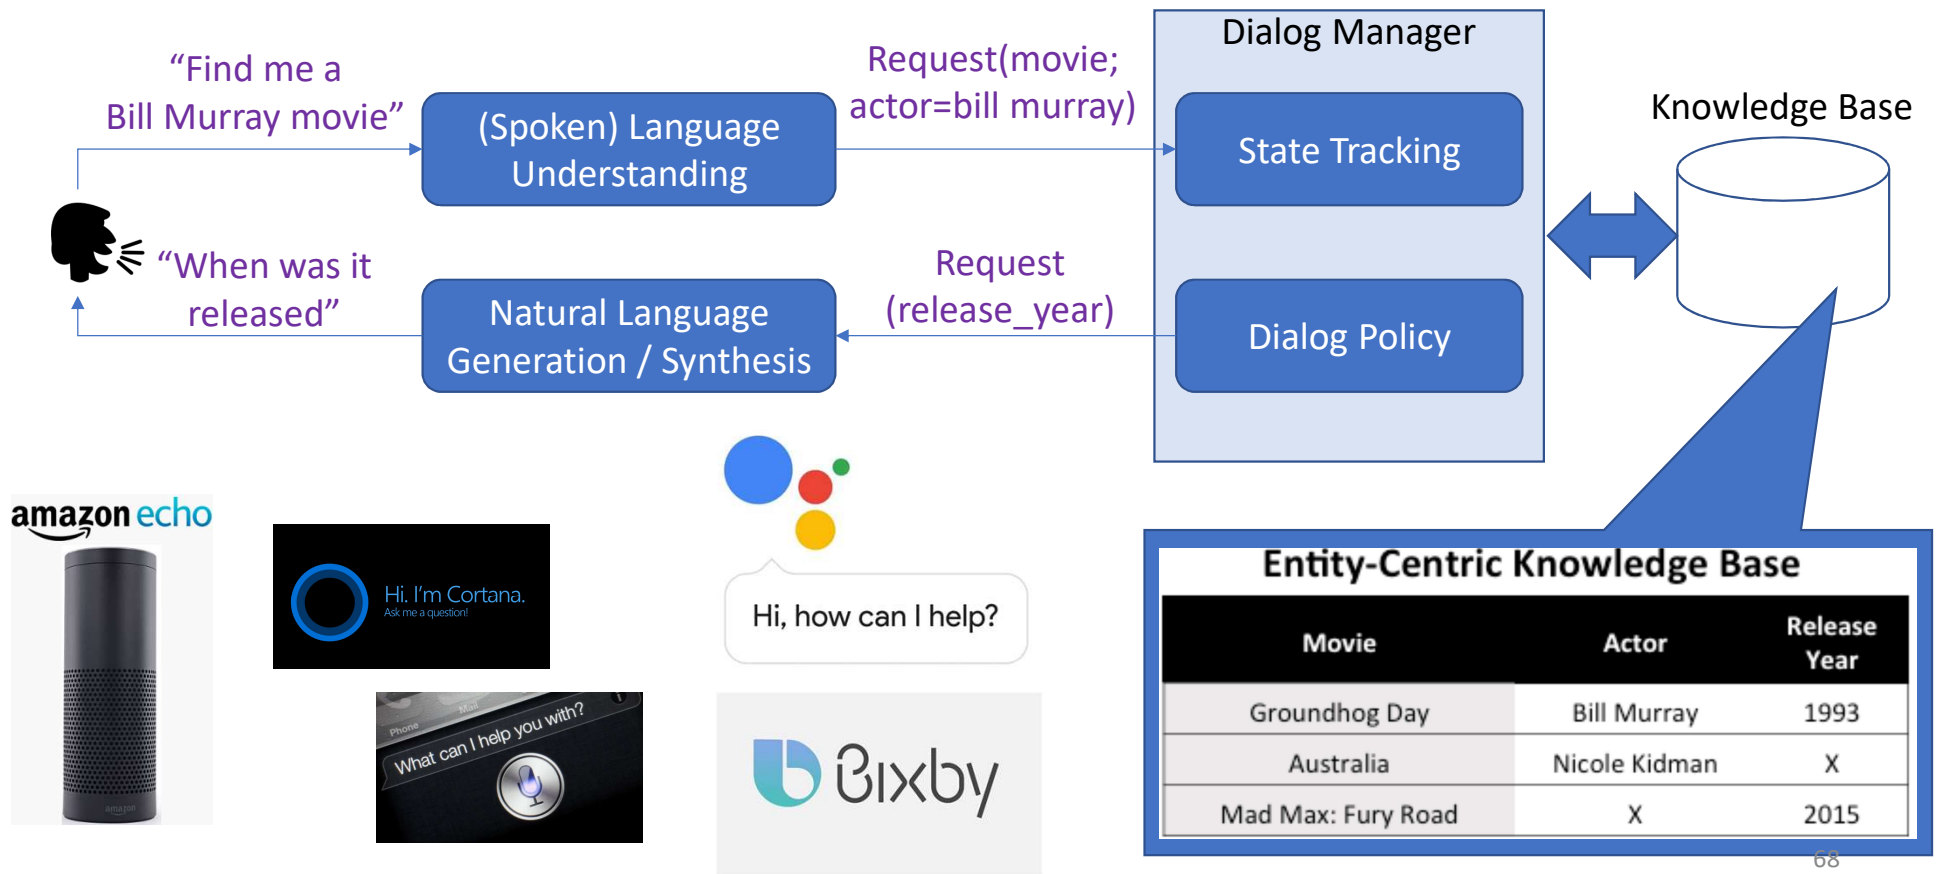 Dialog Manager
“Find me a
Bill Murray movie”
Request(movie;
actor=bill murray)
(Spoken) Language
Understanding
State Tracking
Knowledge Base
“When was it
released”
Natural Language
Generation / Synthesis
Request
(release_year)
Dialog Policy
amazon echo
amazon
Hi. I'm Cortana.
Ask me a question!
Phone
Mail
What can I help you with?
Hi, how can I help?
Bixby
Entity-Centric Knowledge Base
Movie Actor Release Year
Groundhog Day Bill Murray 1993
Australia Nicole Kidman X
Mad Max: Fury Road X 2015
68